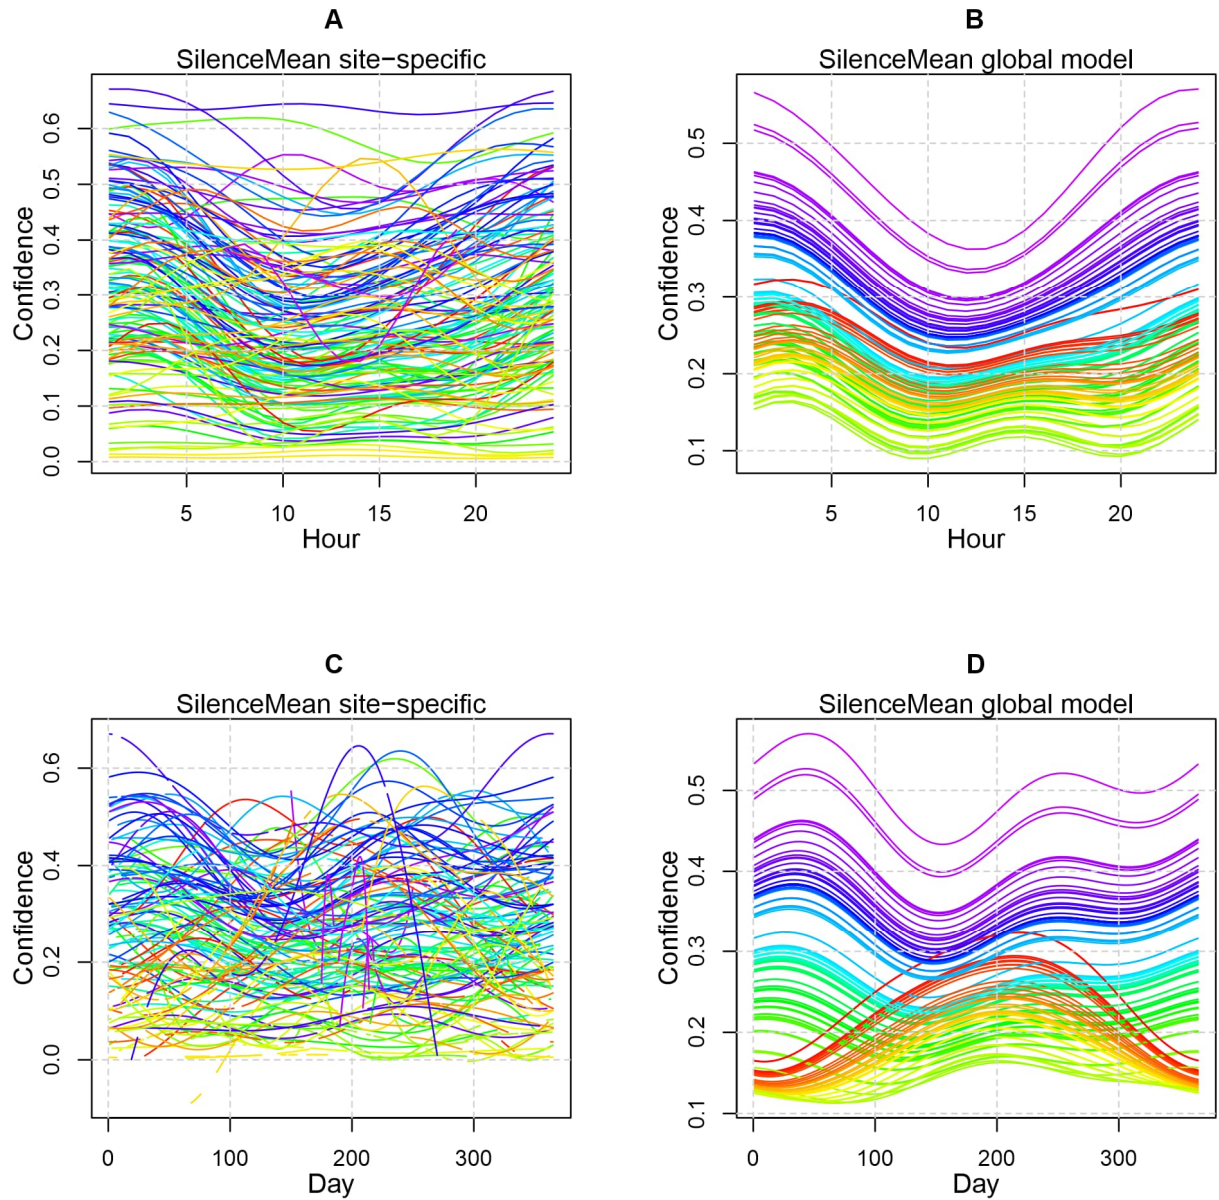 A
SilenceMean site−specific
Confidence
0.0 0.1 0.2 0.3 0.4 0.5 0.6
5 10 15 20
Hour
B
SilenceMean global model
Confidence
0.1 0.2 0.3 0.4 0.5
5 10 15 20
Hour
C
SilenceMean site−specific
Confidence
0.0 0.2 0.4 0.6
0 100 200 300
Day
D
SilenceMean global model
Confidence
0.1 0.2 0.3 0.4 0.5
0 100 200 300
Day